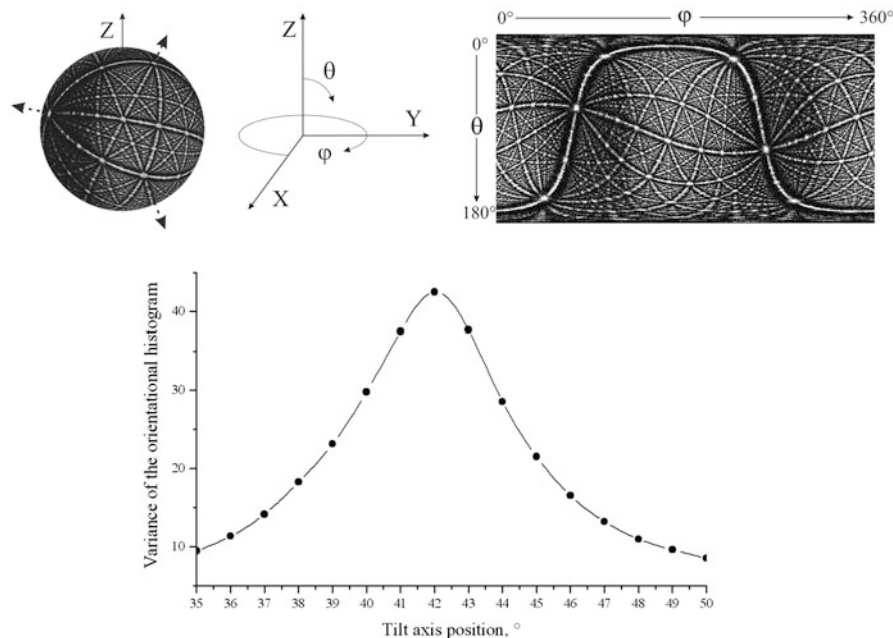 Z
Z
θ
Y
φ
X
0° φ 360°
0°
θ
180°
Variance of the orientational histogram
40
30
20
10
35 36 37 38 39 40 41 42 43 44 45 46 47 48 49 50
Tilt axis position, °